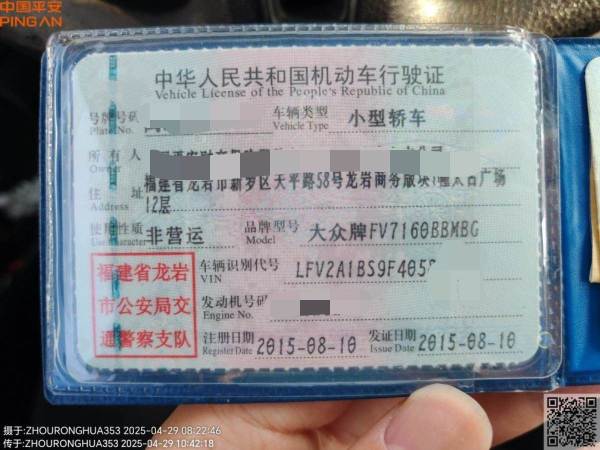 中国平安
PING AN
中华人民共和国机动车行驶证
Vehicle License of the People's Republic of China
号牌号码
Plate No.
车辆类型 小型轿车
Vehicle Type
所有人
Owner
住址 福建省龙岩市新罗区天平路58号龙岩商务版块 广场
Address 12层
使用性质 非营运
Use Character
品牌型号 大众牌FV7160BBMBG
Model
车辆识别代号 LFV2A1BS9F405
VIN
发动机号码
Engine No.
注册日期 2015-08-10
Register Date
发证日期 2015-08-10
Issue Date
福建省龙岩
市公安局交
通警察支队
摄于:ZHOURONGHUA353 2025-04-29 08:22:46
传于:ZHOURONGHUA353 2025-04-29 10:42:18